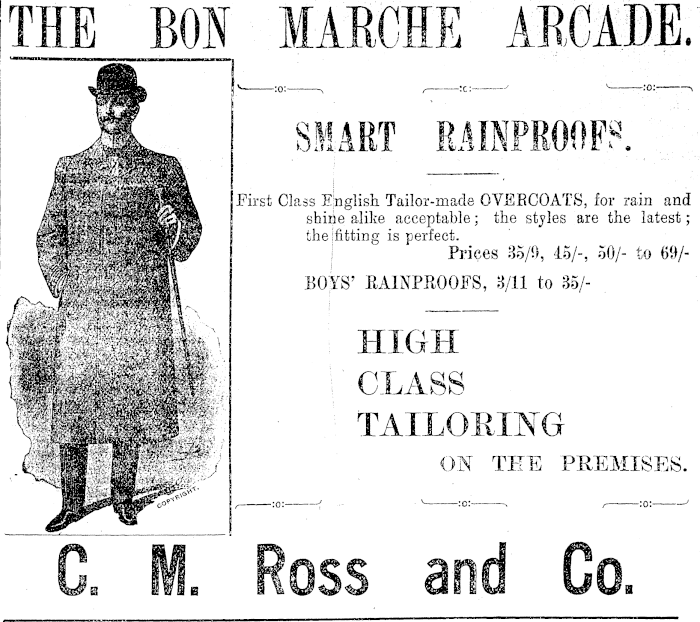 THE BON MARCHE ARCADE.
:o: :o: :o:
SMART RAINPROOFS.
First Class English Tailor-made OVERCOATS, for rain and
shine alike acceptable; the styles are the latest;
the fitting is perfect.
Prices 35/9, 45/-, 50/- to 69/-
BOYS' RAINPROOFS, 3/11 to 35/-
HIGH
CLASS
TAILORING
ON THE PREMISES.
COPYRIGHT.
:o: :o: :o:
C. M. Ross and Co.